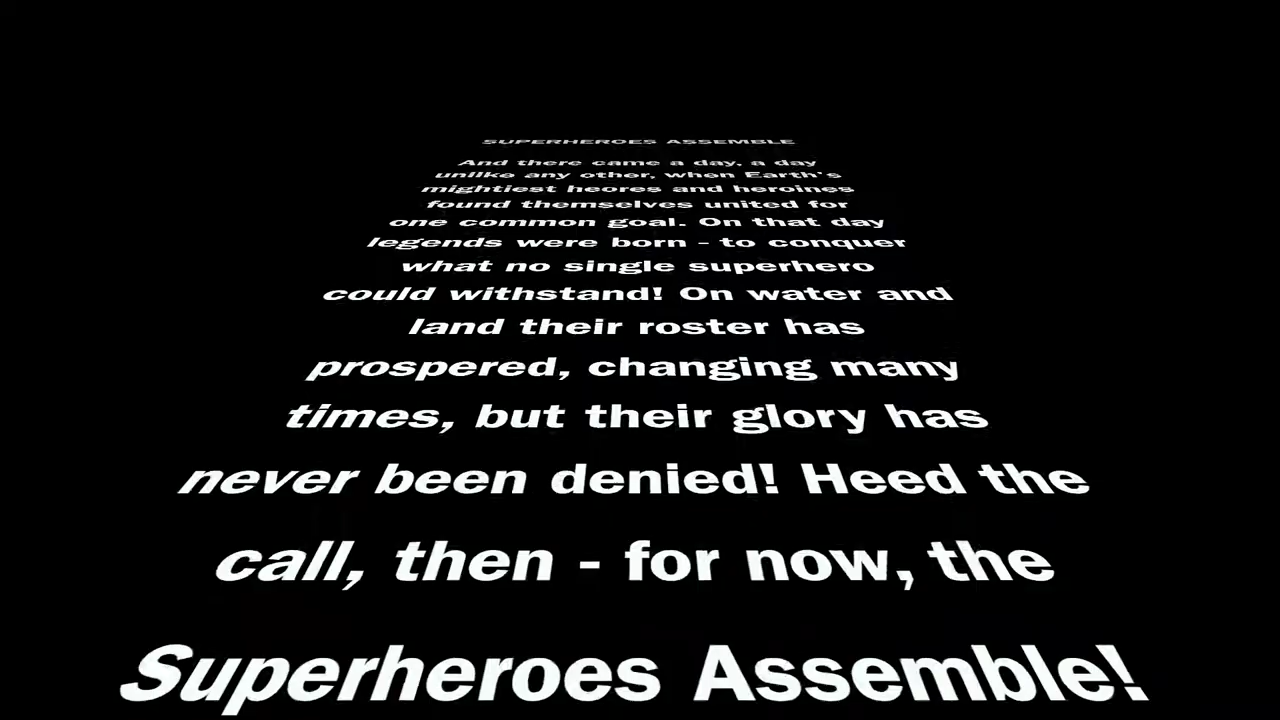 SUPERHEROES ASSEMBLE
And there came a day, a day
unlike any other, when Earth's
mightiest heores and heroines
found themselves united for
one common goal. On that day
legends were born - to conquer
what no single superhero
could withstand! On water and
land their roster has
prospered, changing many
times, but their glory has
never been denied! Heed the
call, then - for now, the
Superheroes Assemble!